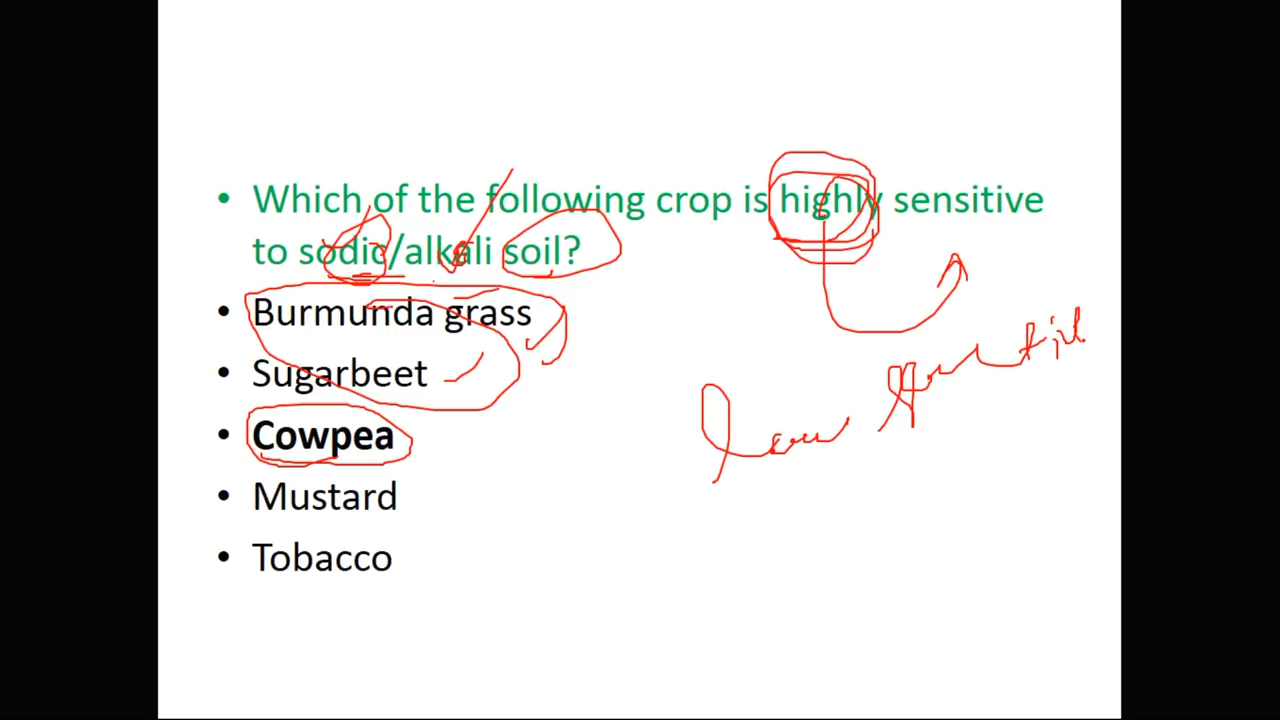 • Which of the following crop is highly sensitive
to sodic/alkali soil?
• Burmunda grass
• Sugarbeet
• Cowpea
• Mustard
• Tobacco